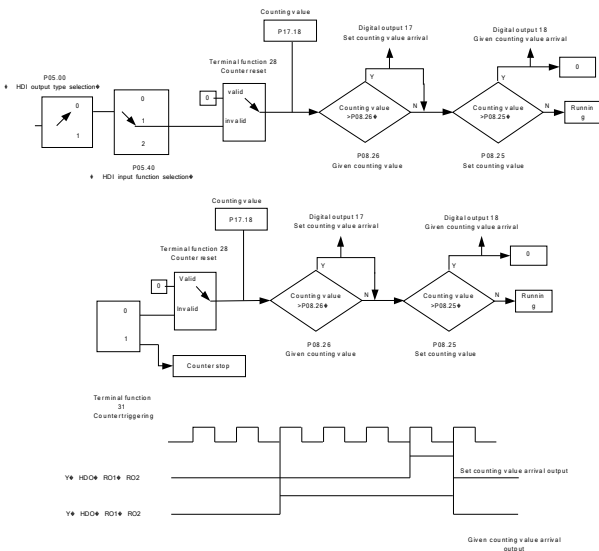 Counting value
P17.18
Digital output 17
Set counting value arrival
Digital output 18
Given counting value arrival
Terminal function 28
Counter reset
P05.00
HDI output type selection
0
1
0
1
2
P05.40
HDI input function selection
0
valid
invalid
Y
Counting value
>P08.26
N
P08.26
Given counting value
Y
Counting value
>P08.25
N
P08.25
Set counting value
0
Runnin
g
Counting value
P17.18
Digital output 17
Set counting value arrival
Digital output 18
Given counting value arrival
Terminal function 28
Counter reset
0
Valid
Invalid
0
1
Counter stop
Y
Counting value
>P08.26
N
P08.26
Given counting value
Y
Counting value
>P08.25
N
P08.25
Set counting value
0
Runnin
g
Terminal function
31
Countertriggering
Y HDO RO1 RO2
Set counting value arrival output
Y HDO RO1 RO2
Given counting value arrival
output